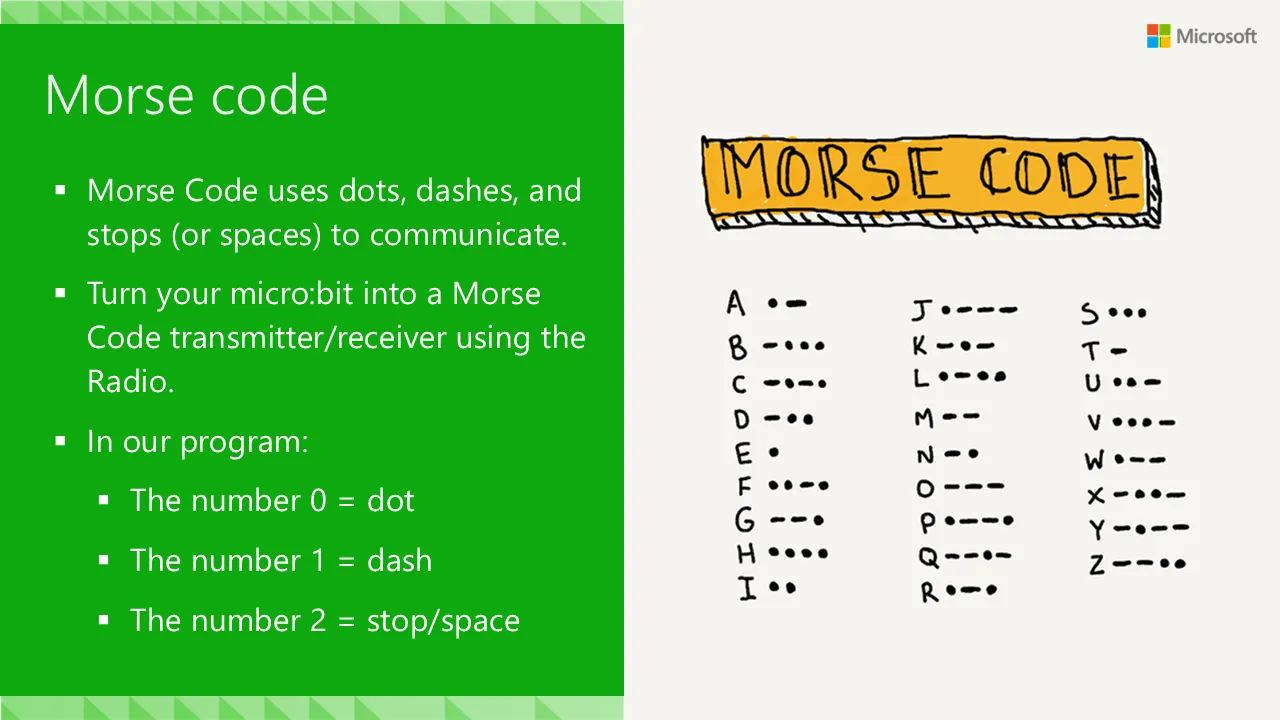 Microsoft
Morse code
▪ Morse Code uses dots, dashes, and
stops (or spaces) to communicate.
▪ Turn your micro:bit into a Morse
Code transmitter/receiver using the
Radio.
▪ In our program:
▪ The number 0 = dot
▪ The number 1 = dash
▪ The number 2 = stop/space
MORSE CODE
A •-
B -•••
C -•-•
D -••
E •
F ••-•
G --•
H ••••
I ••
J •---
K -•-
L •-••
M --
N -•
O ---
P •--•
Q --•-
R •-•
S •••
T -
U ••-
V •••-
W •--
X -••-
Y -•--
Z --••